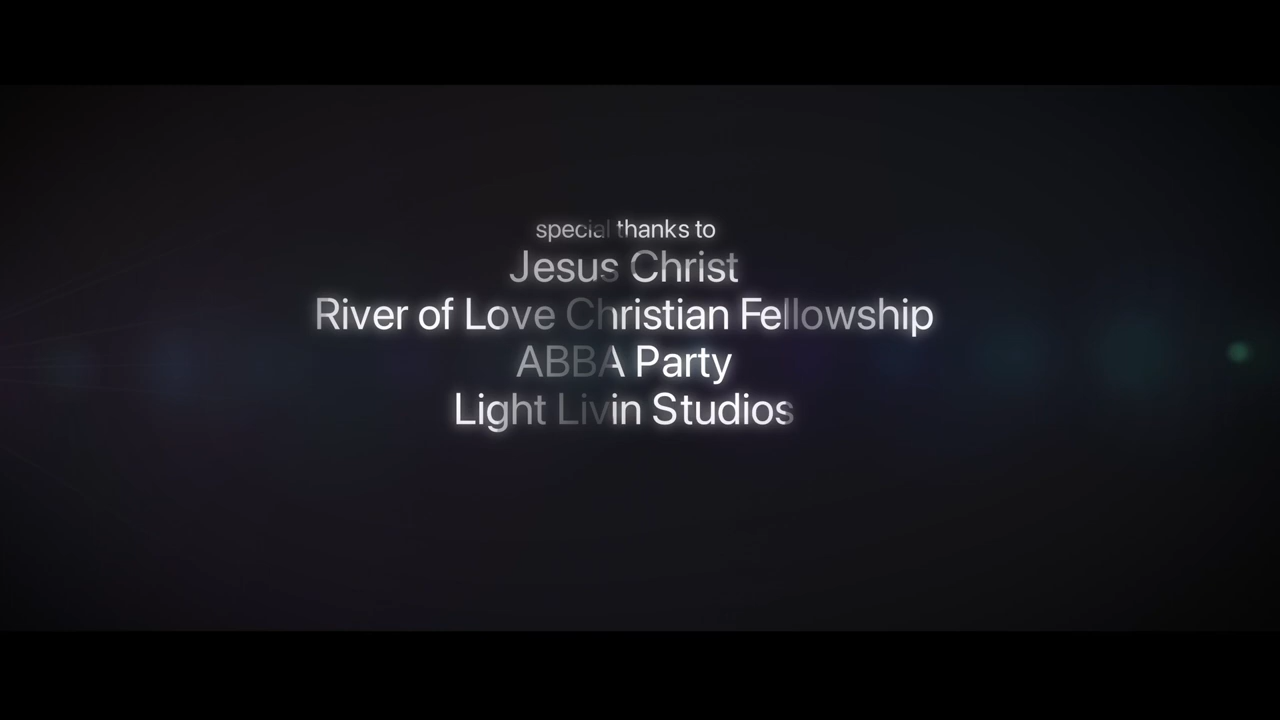 special thanks to
Jesus Christ
River of Love Christian Fellowship
ABBA Party
Light Livin Studios